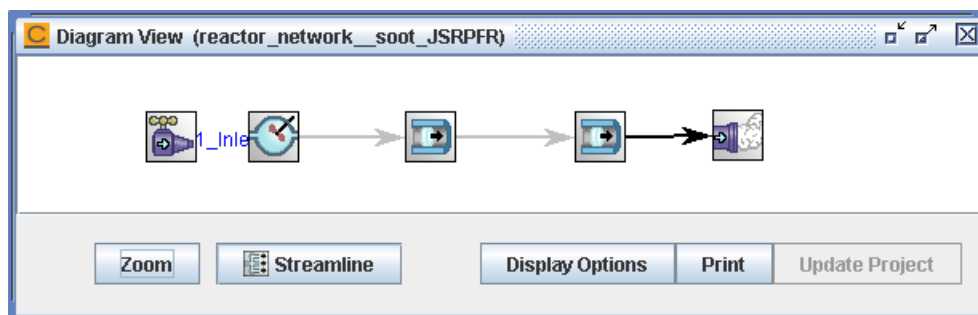 C Diagram View (reactor_network__soot_JSRPFR)
1_Inle
Zoom Streamline Display Options Print Update Project